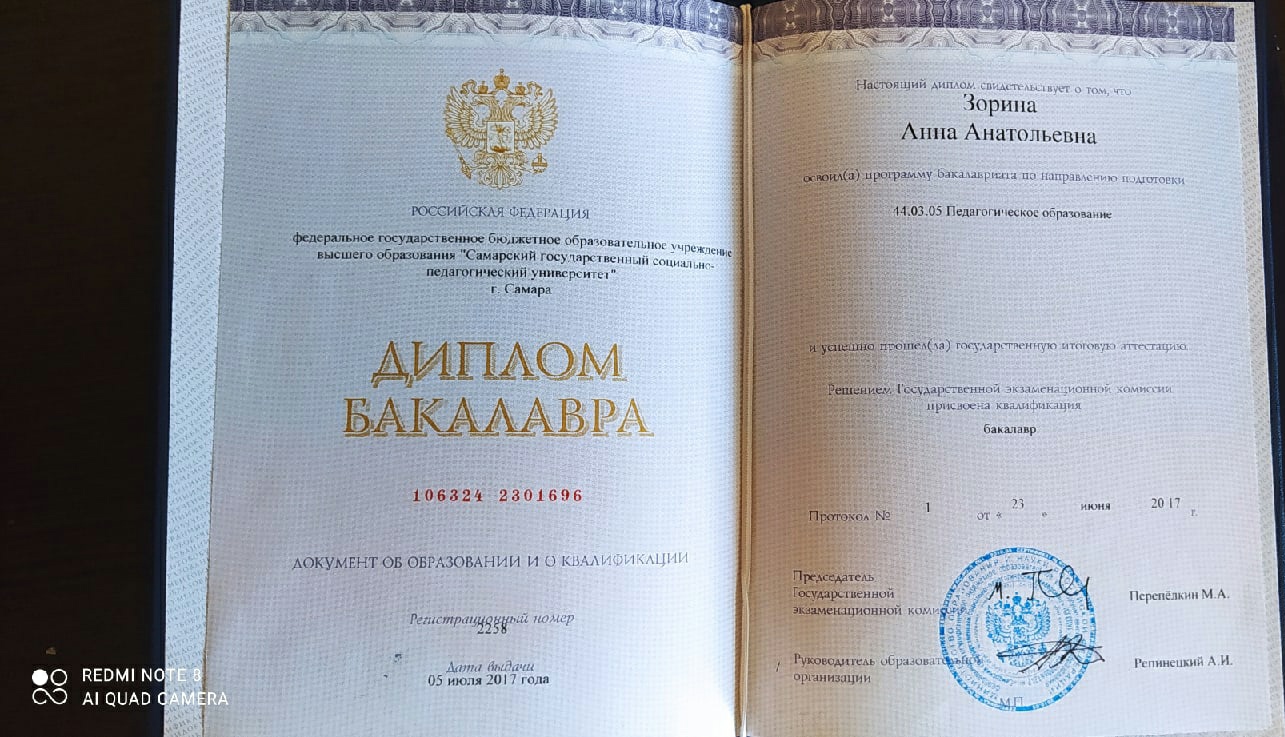 РОССИЙСКАЯ ФЕДЕРАЦИЯ
федеральное государственное бюджетное образовательное учреждение
высшего образования "Самарский государственный социально-
педагогический университет"
г. Самара
ДИПЛОМ
БАКАЛАВРА
106324 2301696
ДОКУМЕНТ ОБ ОБРАЗОВАНИИ И О КВАЛИФИКАЦИИ
Регистрационный номер
2258
Дата выдачи
05 июля 2017 года
Настоящий диплом свидетельствует о том, что
Зорина
Анна Анатольевна
освоил(а) программу бакалавриата по направлению подготовки
44.03.05 Педагогическое образование
и успешно прошел(ла) государственную итоговую аттестацию
Решением Государственной экзаменационной комиссии
присвоена квалификация
бакалавр
Протокол № 1 от « 23 » июня 2017 г.
Председатель
Государственной
экзаменационной комиссии
Перепёлкин М.А.
Руководитель образовательной
организации
Репинецкий А.И.
М.П.
REDMI NOTE 8
AI QUAD CAMERA